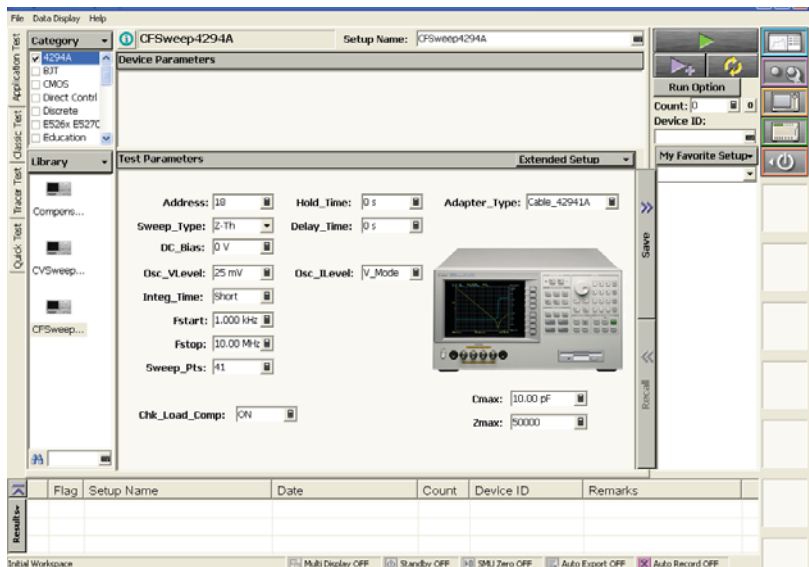 File Data Display Help
Application Test
Classic Test
Tracer Test
Quick Test
Category
4294A
BJT
CMOS
Direct Contrl
Discrete
E526x E527C
Education
Library
Compens...
CVSweep...
CFSweep...
CFSweep4294A
Setup Name: CFSweep4294A
Device Parameters
Test Parameters
Extended Setup
Address: 18
Hold_Time: 0 s
Adapter_Type: Cable_42941A
Sweep_Type: Z-Th
Delay_Time: 0 s
DC_Bias: 0 V
Osc_VLevel: 25 mV
Osc_ILevel: V_Mode
Integ_Time: Short
Fstart: 1.000 kHz
Fstop: 10.00 MHz
Sweep_Pts: 41
Chk_Load_Comp: ON
Cmax: 10.00 pF
Zmax: 50000
Save
Recall
Run Option
Count: 0
0
Device ID:
My Favorite Setup
Results
Flag Setup Name Date Count Device ID Remarks
Initial Workspace
Multi Display OFF Standby OFF SMU Zero OFF Auto Export OFF Auto Record OFF